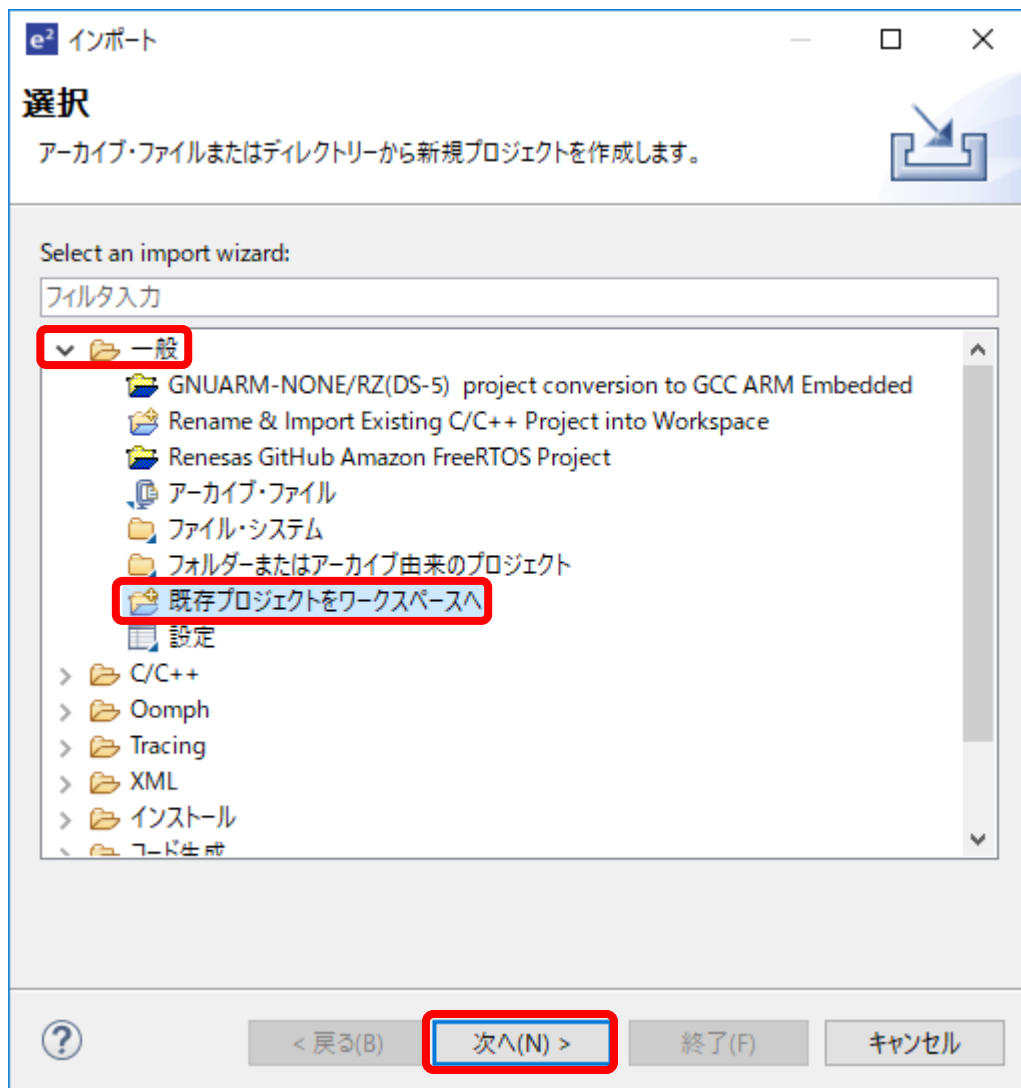 e² インポート
選択
アーカイブ・ファイルまたはディレクトリーから新規プロジェクトを作成します。
Select an import wizard:
フィルタ入力
一般
GNUARM-NONE/RZ(DS-5) project conversion to GCC ARM Embedded
Rename & Import Existing C/C++ Project into Workspace
Renesas GitHub Amazon FreeRTOS Project
アーカイブ・ファイル
ファイル・システム
フォルダーまたはアーカイブ由来のプロジェクト
既存プロジェクトをワークスペースへ
設定
C/C++
Oomph
Tracing
XML
インストール
コード生成
? < 戻る(B) 次へ(N) > 終了(F) キャンセル